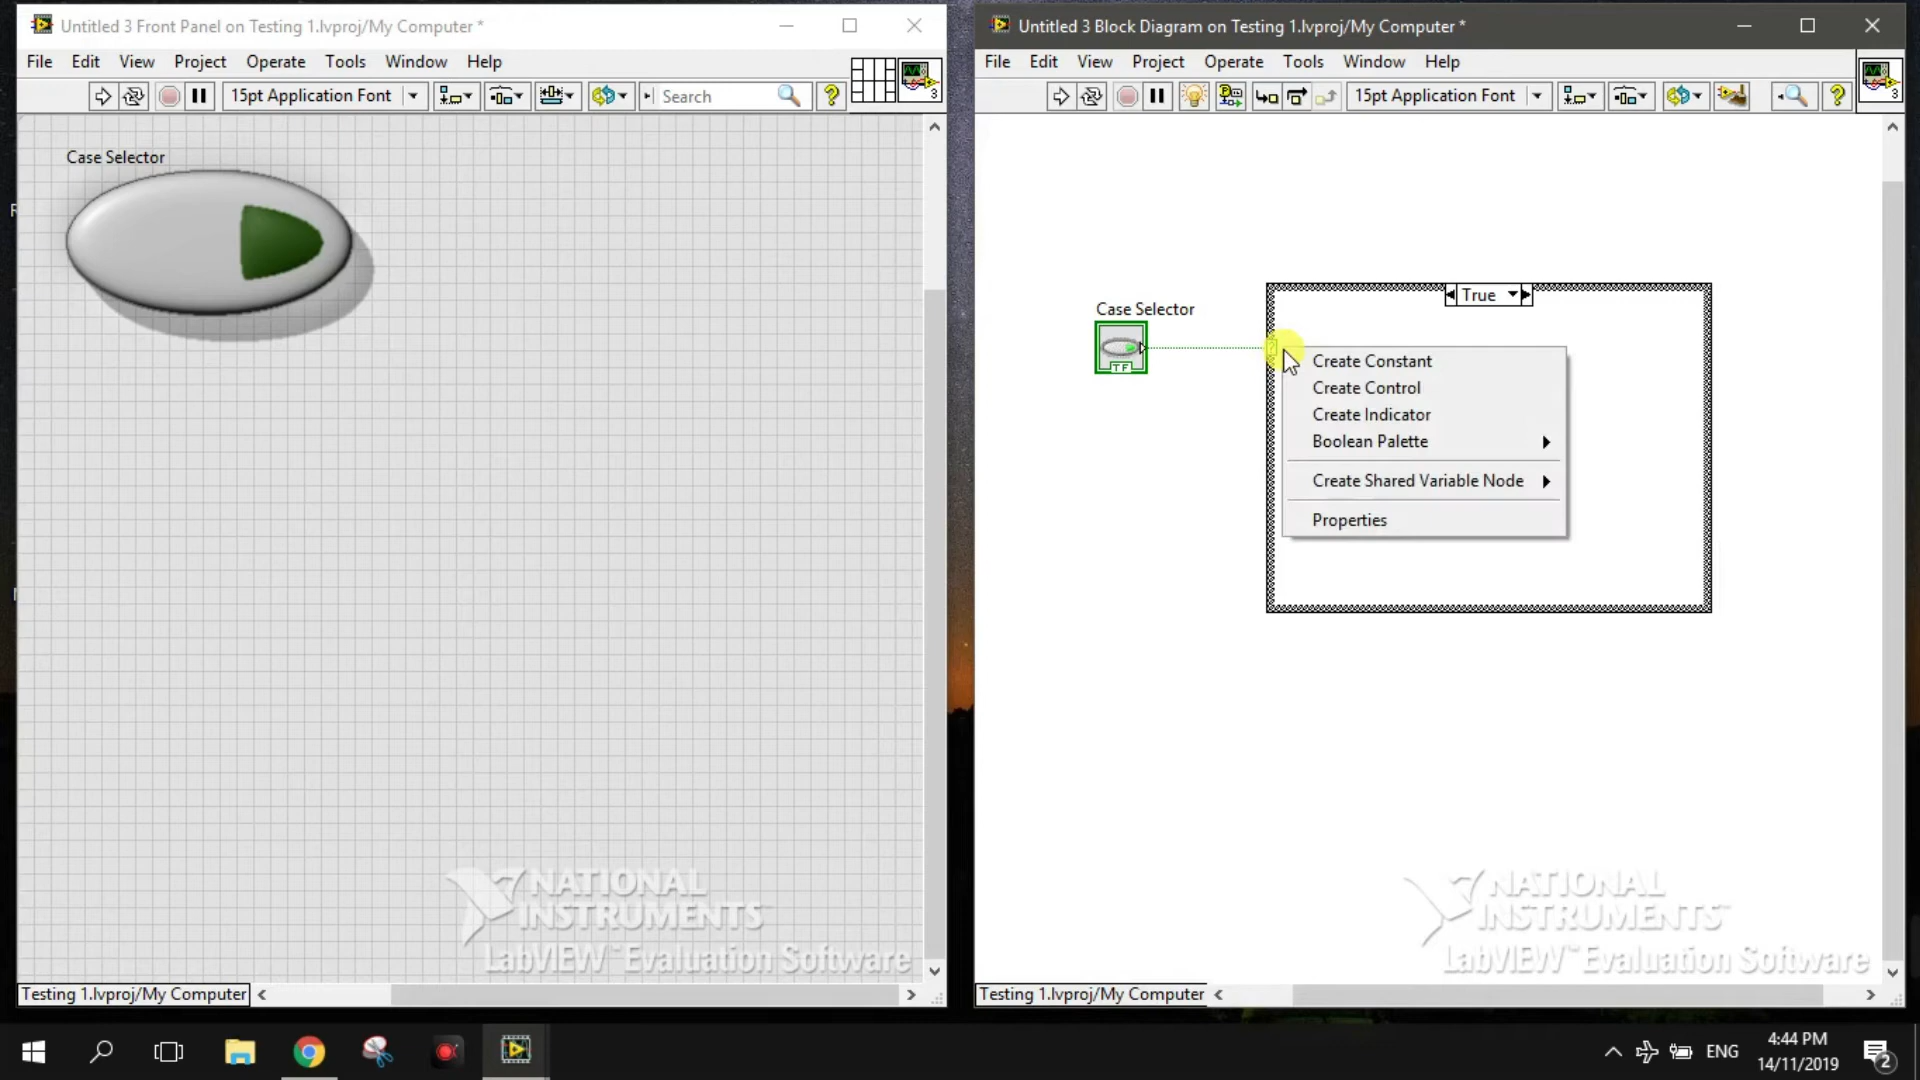 Untitled 3 Front Panel on Testing 1.lvproj/My Computer *
File Edit View Project Operate Tools Window Help
15pt Application Font Search
3
Case Selector
NATIONAL
INSTRUMENTS
LabVIEW™ Evaluation Software
Testing 1.lvproj/My Computer
Untitled 3 Block Diagram on Testing 1.lvproj/My Computer *
File Edit View Project Operate Tools Window Help
15pt Application Font
3
True
Case Selector
TF
Create Constant
Create Control
Create Indicator
Boolean Palette
Create Shared Variable Node
Properties
NATIONAL
INSTRUMENTS
LabVIEW™ Evaluation Software
Testing 1.lvproj/My Computer
ENG
4:44 PM
14/11/2019
2